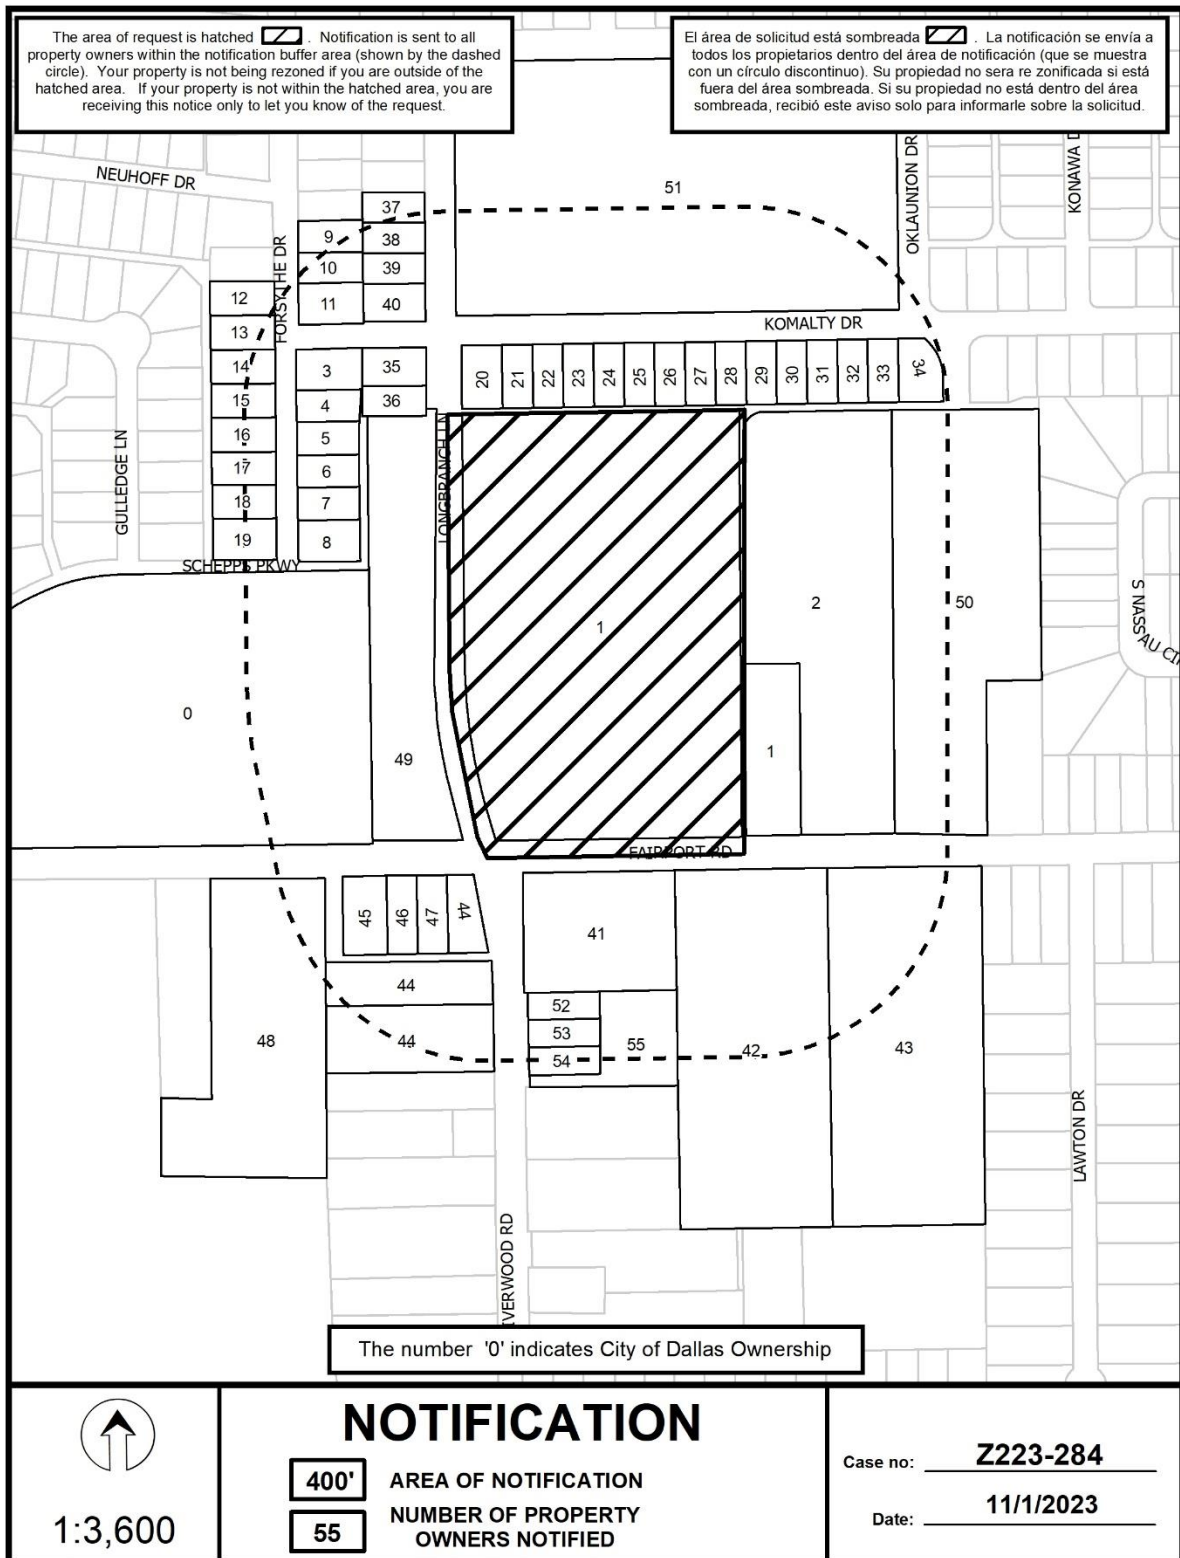 The area of request is hatched . Notification is sent to all
property owners within the notification buffer area (shown by the dashed
circle). Your property is not being rezoned if you are outside of the
hatched area. If your property is not within the hatched area, you are
receiving this notice only to let you know of the request.
El área de solicitud está sombreada . La notificación se envía a
todos los propietarios dentro del área de notificación (que se muestra
con un círculo discontinuo). Su propiedad no sera re zonificada si está
fuera del área sombreada. Si su propiedad no está dentro del área
sombreada, recibió este aviso solo para informarle sobre la solicitud.
NEUHOFF DR
FORSYTHE DR
GULLEDGE LN
SCHEPPS PKWY
LONGBRANCH LN
KOMALTY DR
OKLAUNION DR
KONAWA D
S NASSAU CIR
FAIRPORT RD
LAWTON DR
IVERWOOD RD
51
37
9
38
10
39
12
11
40
13
14
3
35
15
4
36
16
5
17
6
18
7
19
8
20
21
22
23
24
25
26
27
28
29
30
31
32
33
34
1
2
50
0
49
1
45
46
47
44
41
44
52
48
44
53
55
42
43
54
The number '0' indicates City of Dallas Ownership
1:3,600
NOTIFICATION
400' AREA OF NOTIFICATION
55 NUMBER OF PROPERTY
OWNERS NOTIFIED
Case no: Z223-284
Date: 11/1/2023